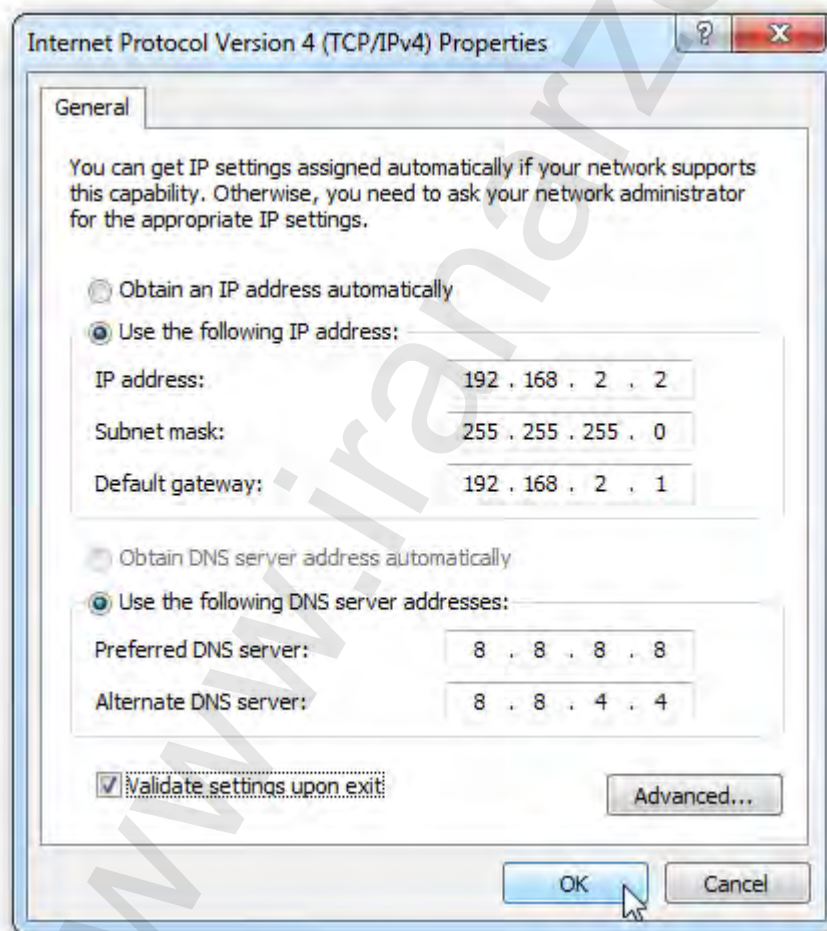 Internet Protocol Version 4 (TCP/IPv4) Properties
General
You can get IP settings assigned automatically if your network supports
this capability. Otherwise, you need to ask your network administrator
for the appropriate IP settings.
Obtain an IP address automatically
Use the following IP address:
IP address: 192 . 168 . 2 . 2
Subnet mask: 255 . 255 . 255 . 0
Default gateway: 192 . 168 . 2 . 1
Obtain DNS server address automatically
Use the following DNS server addresses:
Preferred DNS server: 8 . 8 . 8 . 8
Alternate DNS server: 8 . 8 . 4 . 4
Validate settings upon exit
Advanced...
OK
Cancel